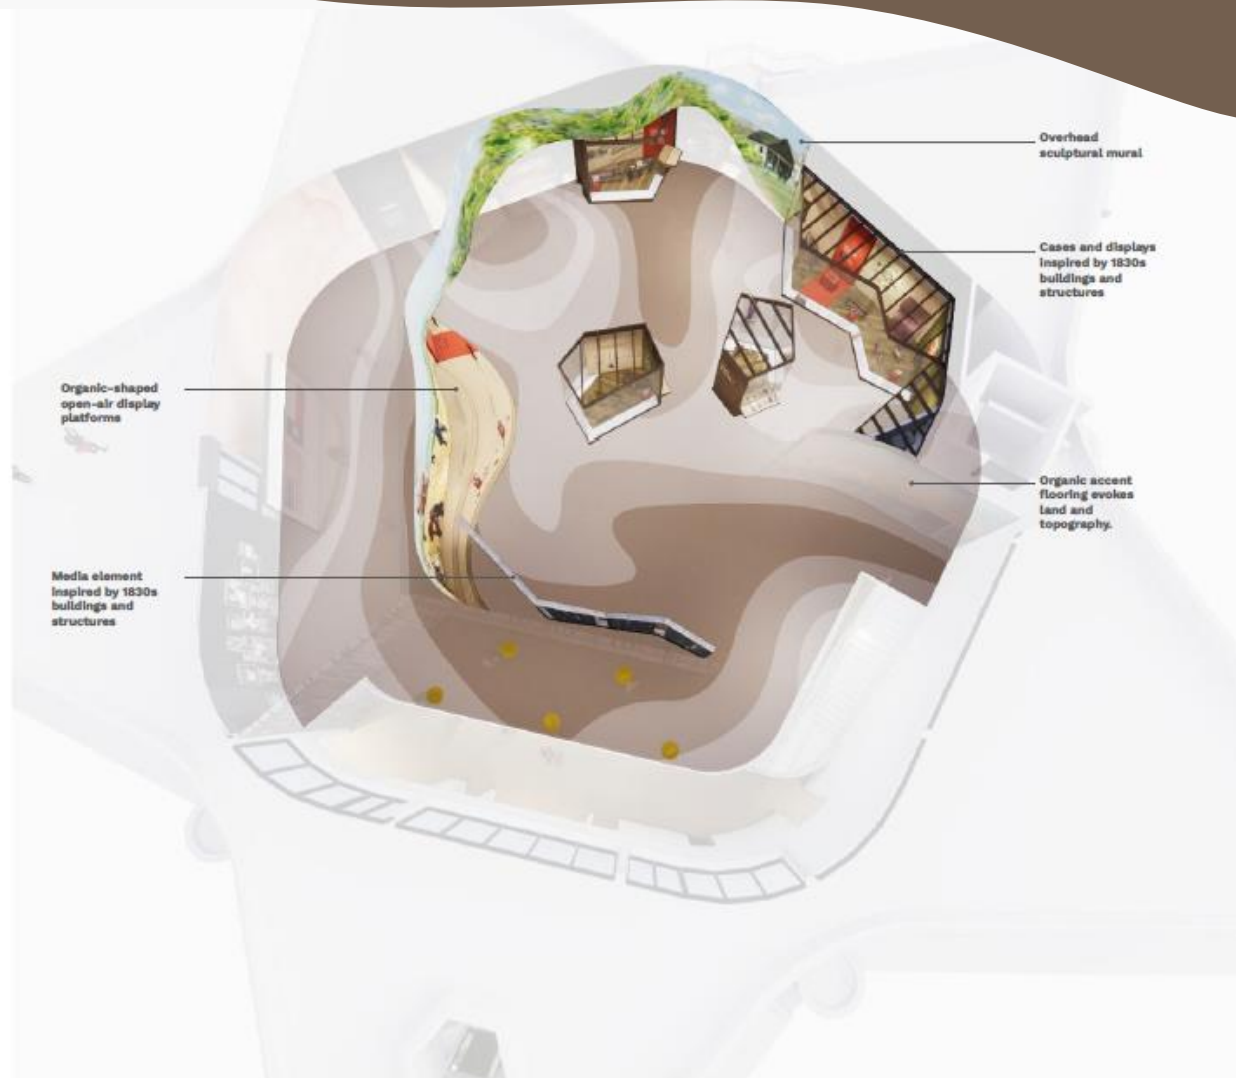 Overhead
sculptural mural
Cases and displays
inspired by 1830s
buildings and
structures
Organic-shaped
open-air display
platforms
Organic accent
flooring evokes
land and
topography.
Media element
inspired by 1830s
buildings and
structures